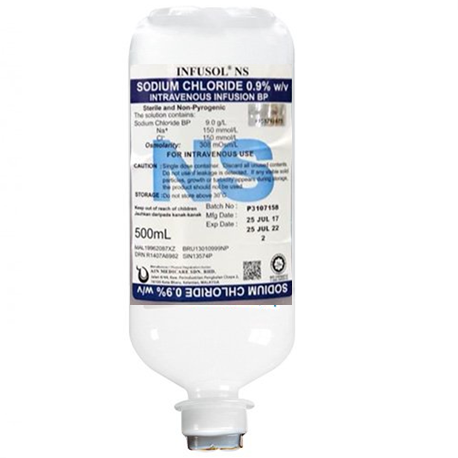 INFUSOL® NS
SODIUM CHLORIDE 0.9% w/v
INTRAVENOUS INFUSION BP
Sterile and Non-Pyrogenic
The solution contains:
Sodium Chloride BP 9.0 g/L
Na+ 150 mmol/L
Cl- 150 mmol/L
Osmolarity: 308 mOsm/L
FOR INTRAVENOUS USE
CAUTION : Single dose container. Discard all unused contents.
Do not use if leakage is detected. If any visible solid
particles, growth or turbidity appears during storage,
the product should not be used.
STORAGE : Do not store above 30°C.
Keep out of reach of children
Jauhkan daripada kanak-kanak
Batch No : P3107158
Mfg Date : 25 JUL 17
Exp Date : 25 JUL 22
2
500mL
NS
MAL19962087XZ BRU13010999NP
DRN R1407A6982 SIN13574P
AIN MEDICARE SDN. BHD.
SODIUM CHLORIDE 0.9% w/v